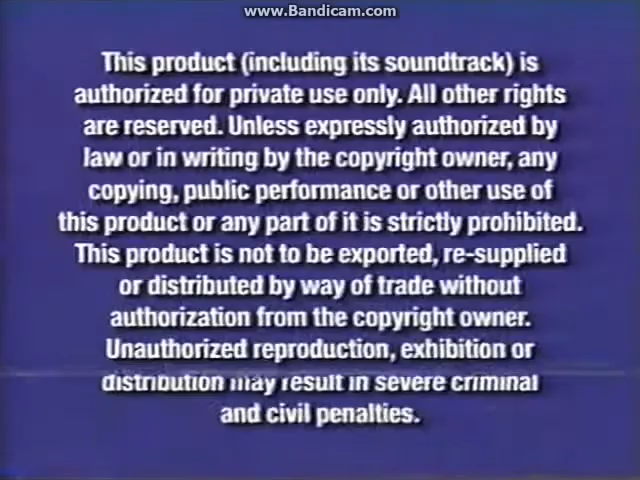 www.Bandicam.com
This product (including its soundtrack) is
authorized for private use only. All other rights
are reserved. Unless expressly authorized by
law or in writing by the copyright owner, any
copying, public performance or other use of
this product or any part of it is strictly prohibited.
This product is not to be exported, re-supplied
or distributed by way of trade without
authorization from the copyright owner.
Unauthorized reproduction, exhibition or
distribution may result in severe criminal
and civil penalties.